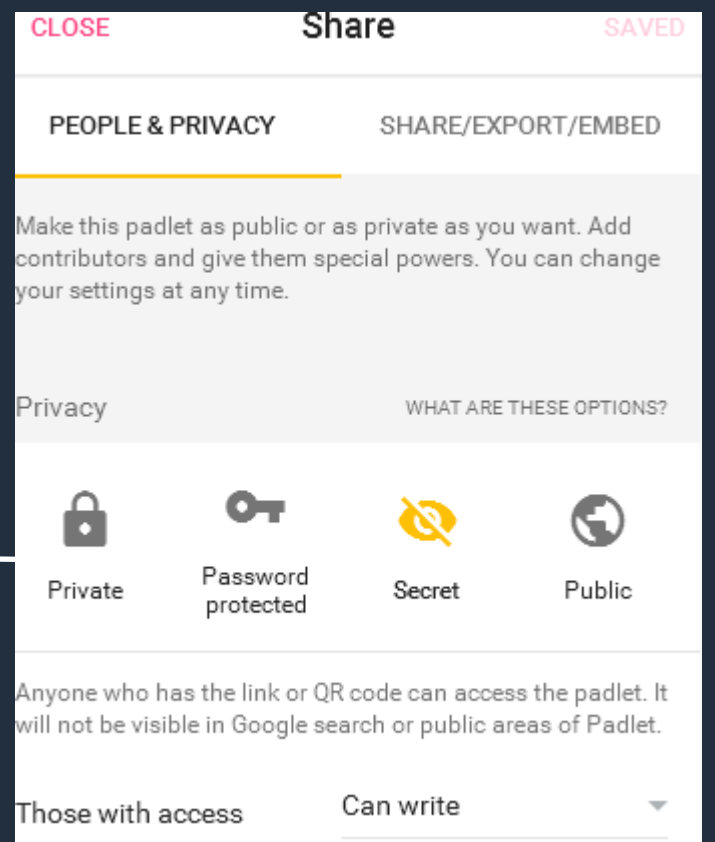 CLOSE Share SAVED
PEOPLE & PRIVACY SHARE/EXPORT/EMBED
Make this padlet as public or as private as you want. Add
contributors and give them special powers. You can change
your settings at any time.
Privacy WHAT ARE THESE OPTIONS?
Private Password protected Secret Public
Anyone who has the link or QR code can access the padlet. It
will not be visible in Google search or public areas of Padlet.
Those with access Can write